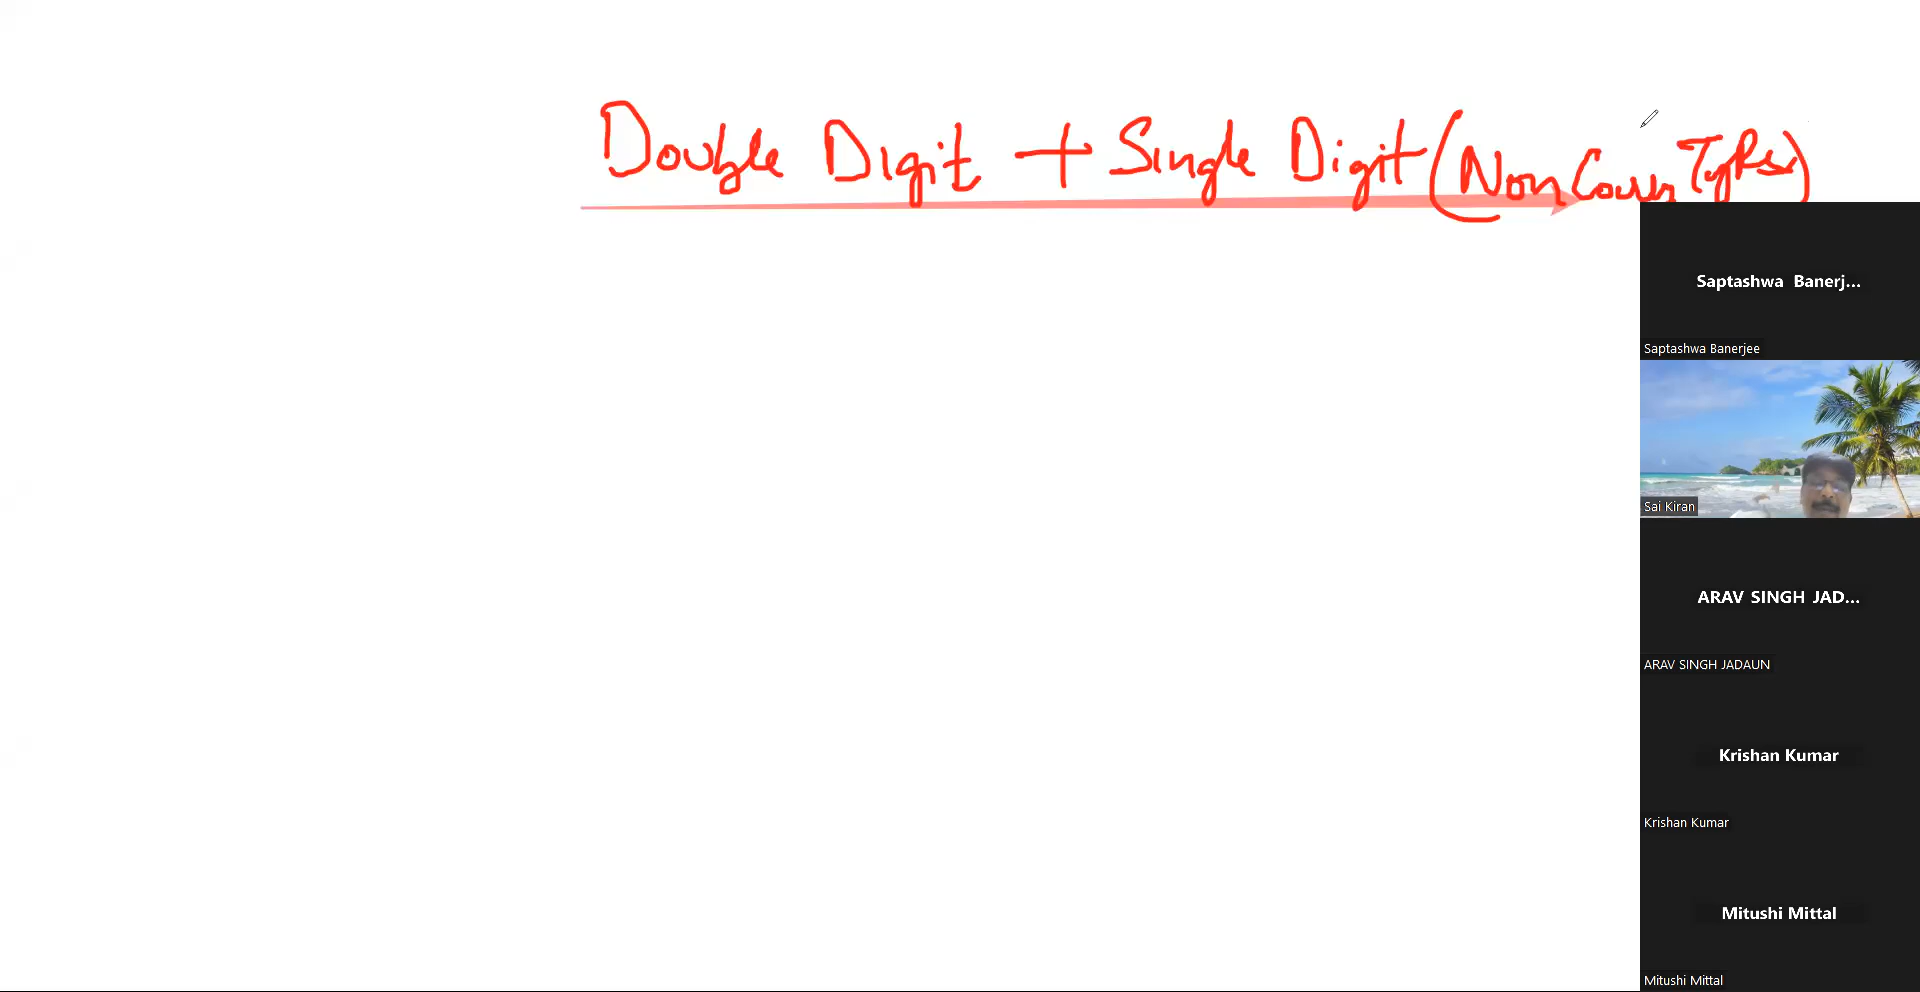 Double Digit + Single Digit (Non Types)
Saptashwa Banerj...
Saptashwa Banerjee
Sai Kiran
ARAV SINGH JAD...
ARAV SINGH JADAUN
Krishan Kumar
Krishan Kumar
Mitushi Mittal
Mitushi Mittal